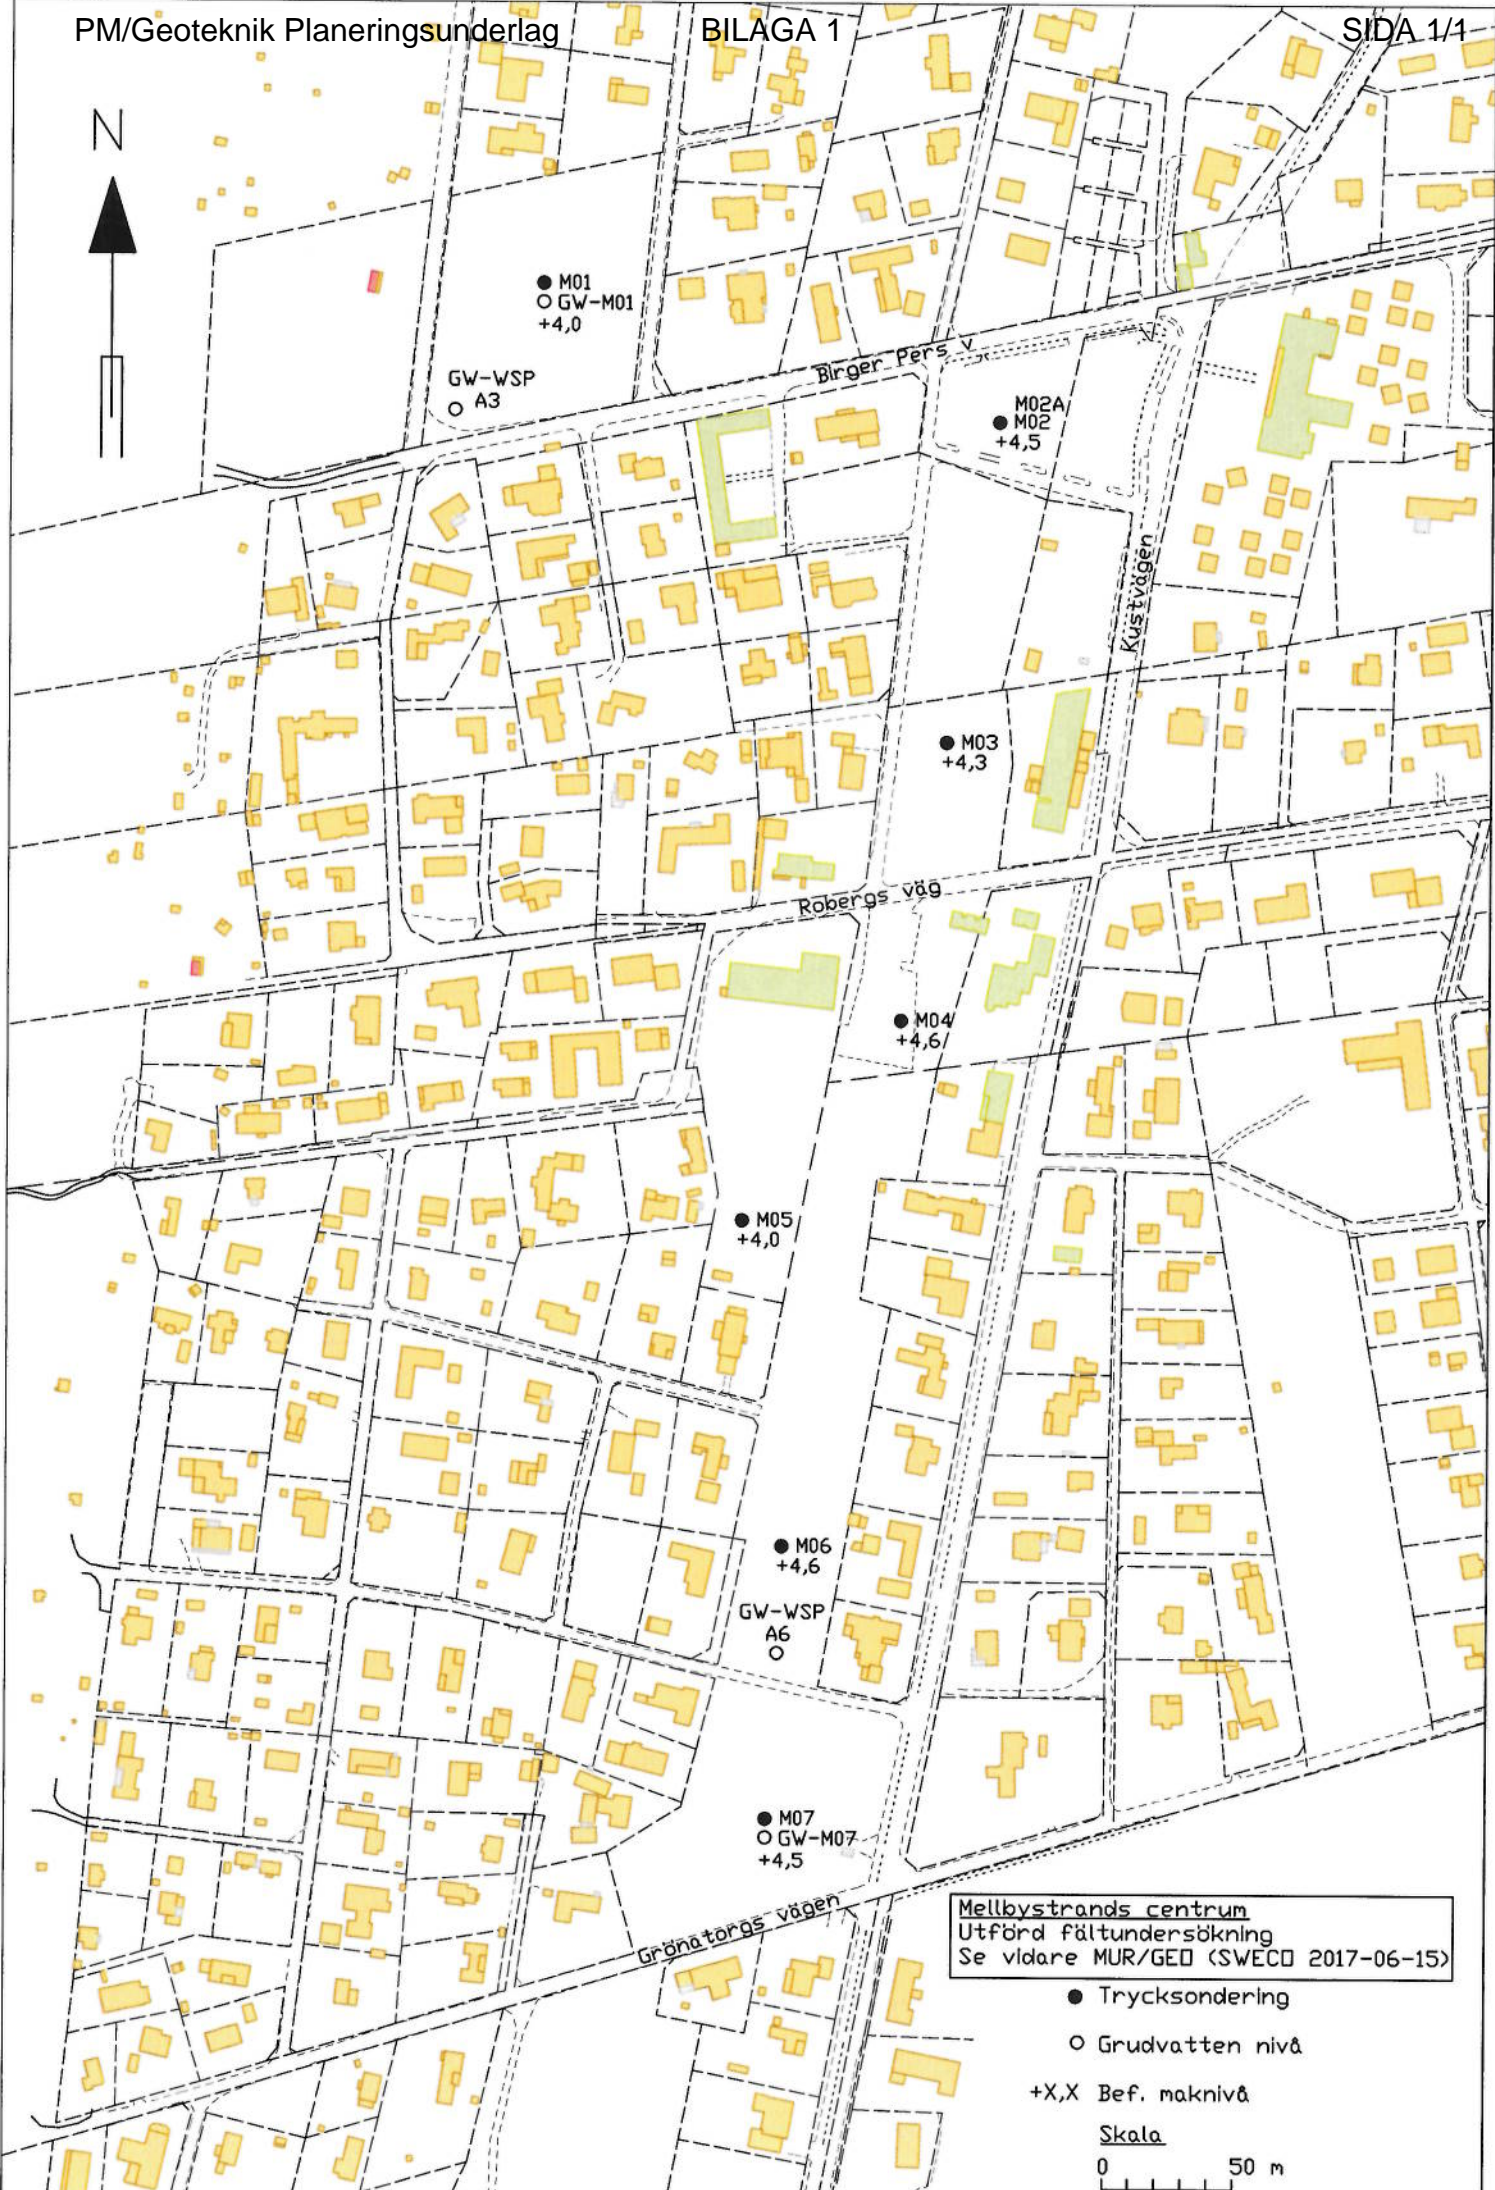 PM/Geoteknik Planeringsunderlag
BILAGA 1
SIDA 1/1
N
M01
GW-M01
+4,0
GW-WSP
A3
Birger Pers v
M02A
M02
+4,5
Kustvägen
M03
+4,3
Robergs väg
M04
+4,6
M05
+4,0
M06
+4,6
GW-WSP
A6
M07
GW-M07
+4,5
Grönatorgs vägen
Mellbystrands centrum
Utförd fältundersökning
Se vidare MUR/GEO (SWECO 2017-06-15)
Trycksondering
Grudvatten nivå
+X,X Bef. maknivå
Skala
0 50 m